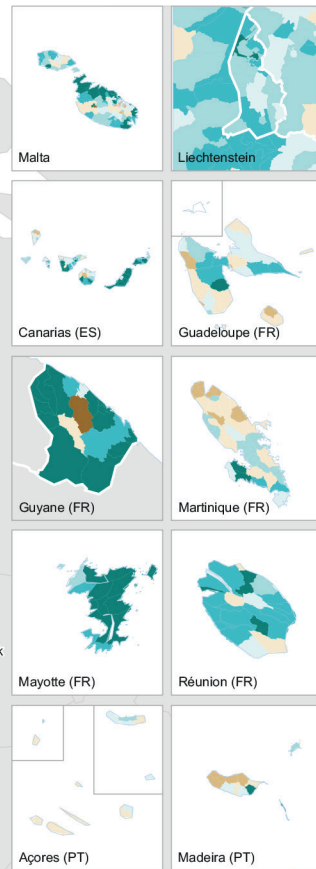 Malta
Liechtenstein
Canarias (ES)
Guadeloupe (FR)
Guyane (FR)
Martinique (FR)
k
Mayotte (FR)
Réunion (FR)
Açores (PT)
Madeira (PT)